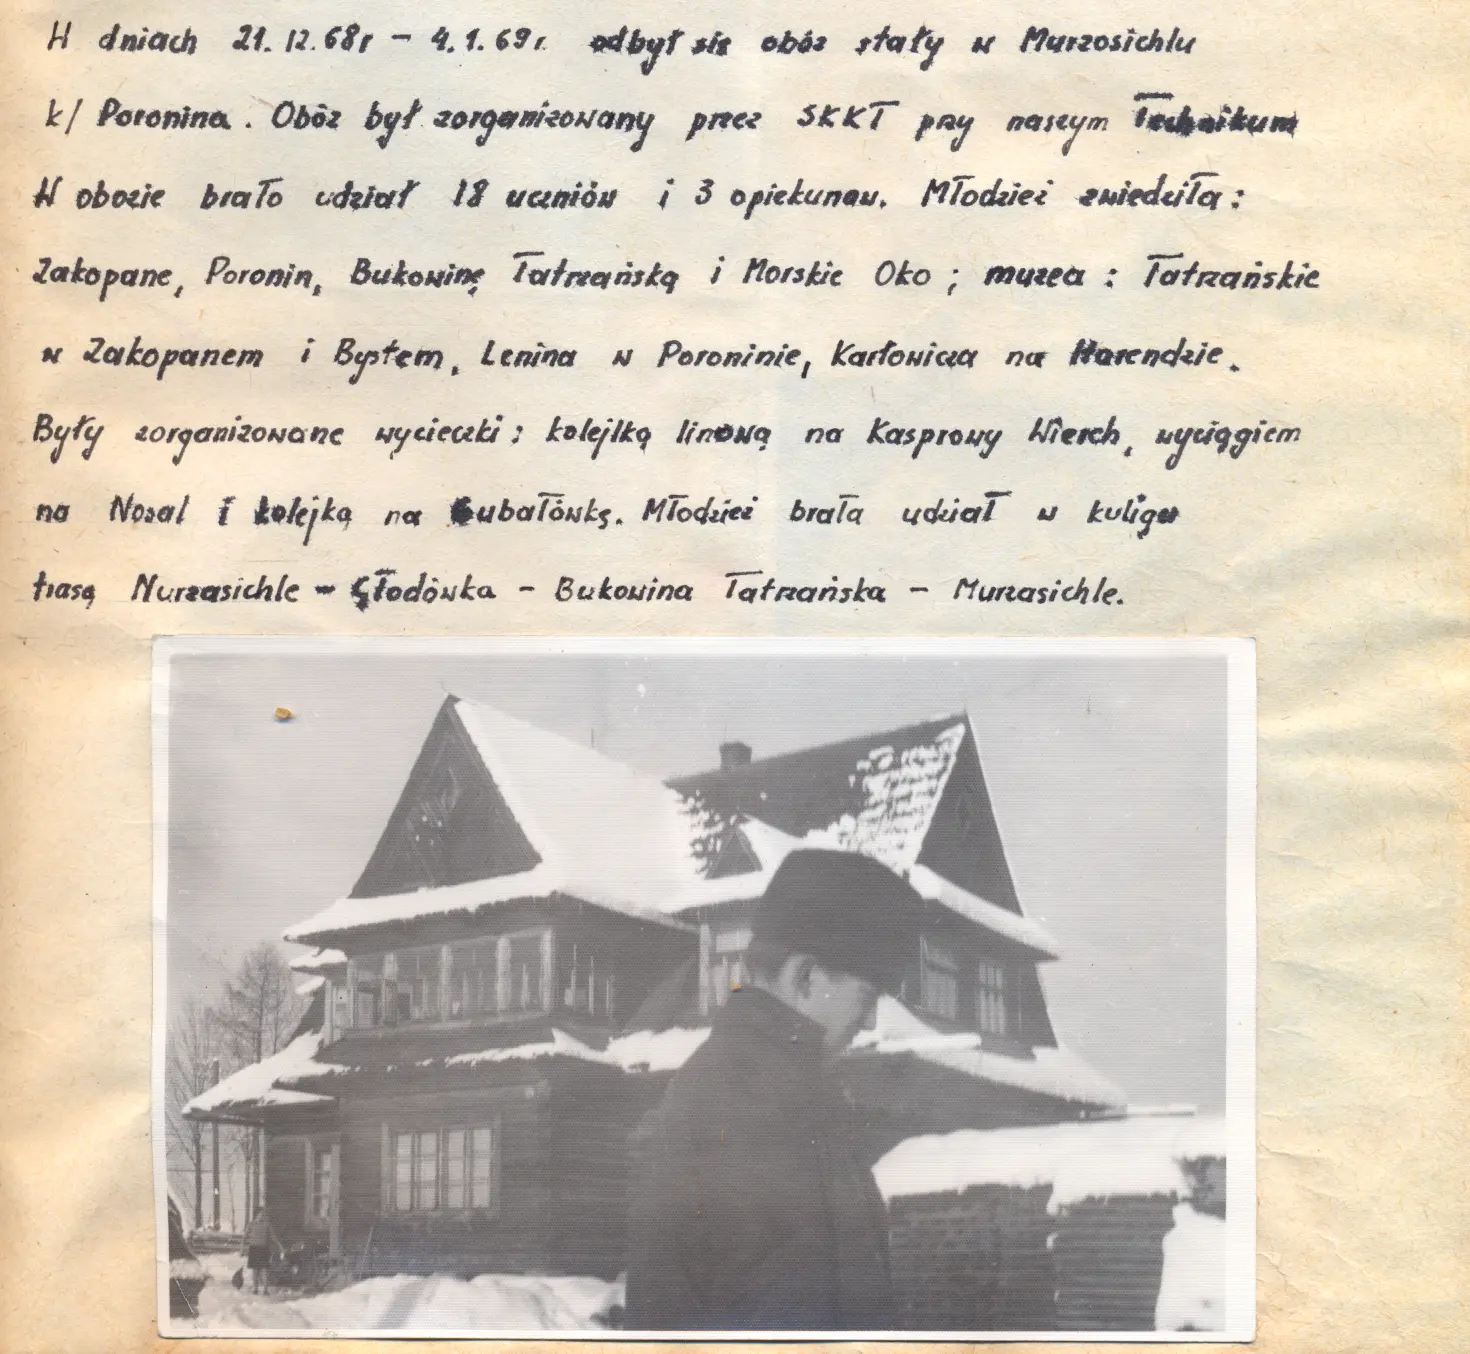 W dniach 21.12.68r – 4.1.69r. odbył się obóz stały w Murzosichlu
k/ Poronina. Obóz był zorganizowany przez SKKT przy naszym Technikum
W obozie brało udział 18 uczniów i 3 opiekunów. Młodzież zwiedziła:
Zakopane, Poronin, Bukowinę Tatrzańską i Morskie Oko; muzea: Tatrzańskie
w Zakopanem i Bystem, Lenina w Poroninie, Karłowicza na Harendzie.
Były zorganizowane wycieczki: kolejlką linową na Kasprowy Wierch, wyciągiem
na Nosal i kolejką na Gubałówkę. Młodzież brała udział w kuligu
trasą Murzasichle – Głodówka – Bukowina Tatrzańska – Murzasichle.